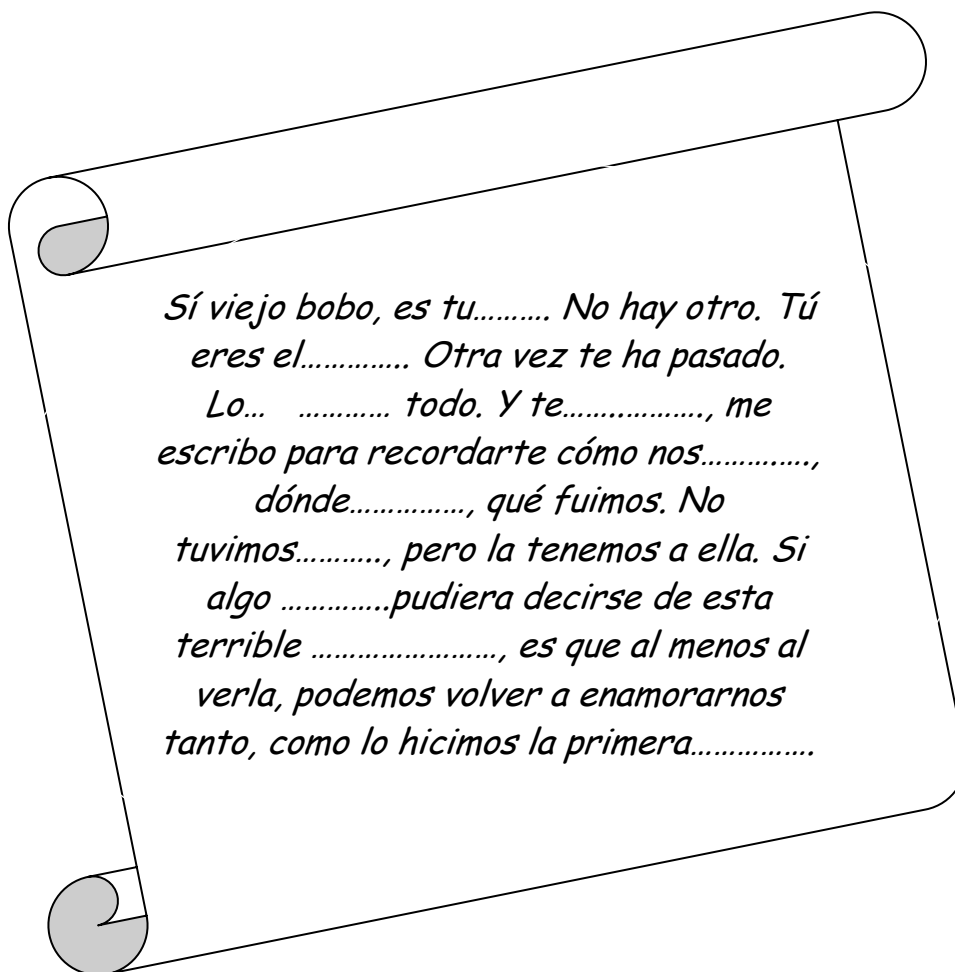 Sí viejo bobo, es tu………. No hay otro. Tú
eres el………….. Otra vez te ha pasado.
Lo… ………… todo. Y te……..…………., me
escribo para recordarte cómo nos……….….,
dónde……………, qué fuimos. No
tuvimos……….., pero la tenemos a ella. Si
algo …………..pudiera decirse de esta
terrible ……………………, es que al menos al
verla, podemos volver a enamorarnos
tanto, como lo hicimos la primera…………….